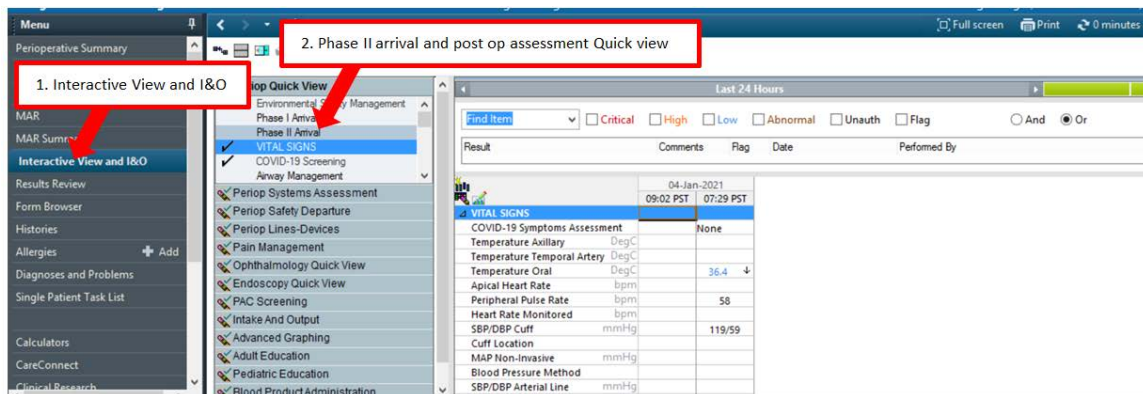 Menu
Full screen
Print
0 minutes
Perioperative Summary
1. Interactive View and I&O
2. Phase II arrival and post op assessment Quick view
MAR
MAR Summ
Interactive View and I&O
Results Review
Form Browser
Histories
Allergies
Add
Diagnoses and Problems
Single Patient Task List
Calculators
CareConnect
Clinical Research
Quick View
Environmental Safety Management
Phase I Arrival
Phase II Arrival
VITAL SIGNS
COVID-19 Screening
Airway Management
Periop Systems Assessment
Periop Safety Departure
Periop Lines-Devices
Pain Management
Ophthalmology Quick View
Endoscopy Quick View
PAC Screening
Intake And Output
Advanced Graphing
Adult Education
Pediatric Education
Blood Product Administration
Last 24 Hours
Find Item
Critical
High
Low
Abnormal
Unauth
Flag
And
Or
Result
Comments
Flag
Date
Performed By
04-Jan-2021
09:02 PST
07:29 PST
VITAL SIGNS
COVID-19 Symptoms Assessment None
Temperature Axillary DegC
Temperature Temporal Artery DegC
Temperature Oral DegC 36.4
Apical Heart Rate bpm
Peripheral Pulse Rate bpm 58
Heart Rate Monitored bpm
SBP/DBP Cuff mmHg 119/59
Cuff Location
MAP Non-Invasive mmHg
Blood Pressure Method
SBP/DBP Arterial Line mmHg